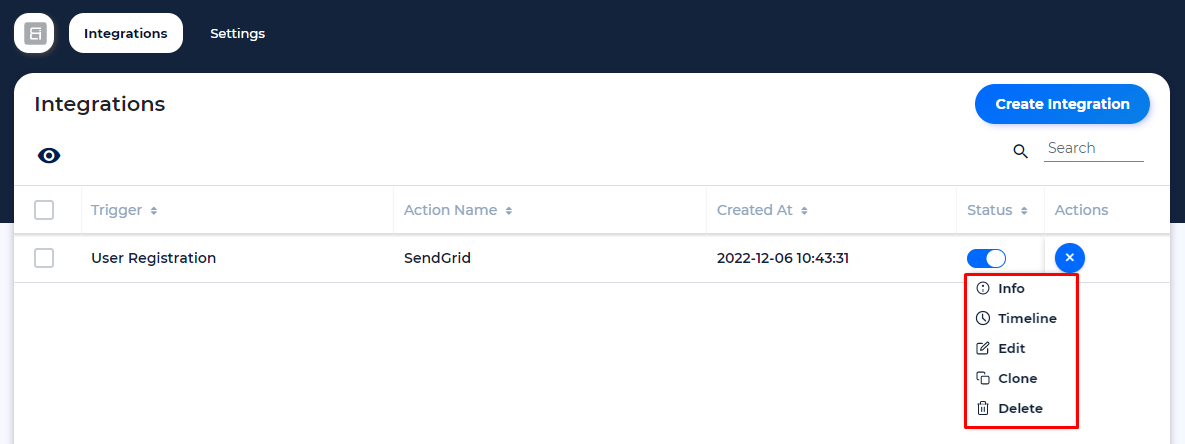 Integrations
Settings
Integrations
Create Integration
Search
Trigger
Action Name
Created At
Status
Actions
User Registration
SendGrid
2022-12-06 10:43:31
Info
Timeline
Edit
Clone
Delete